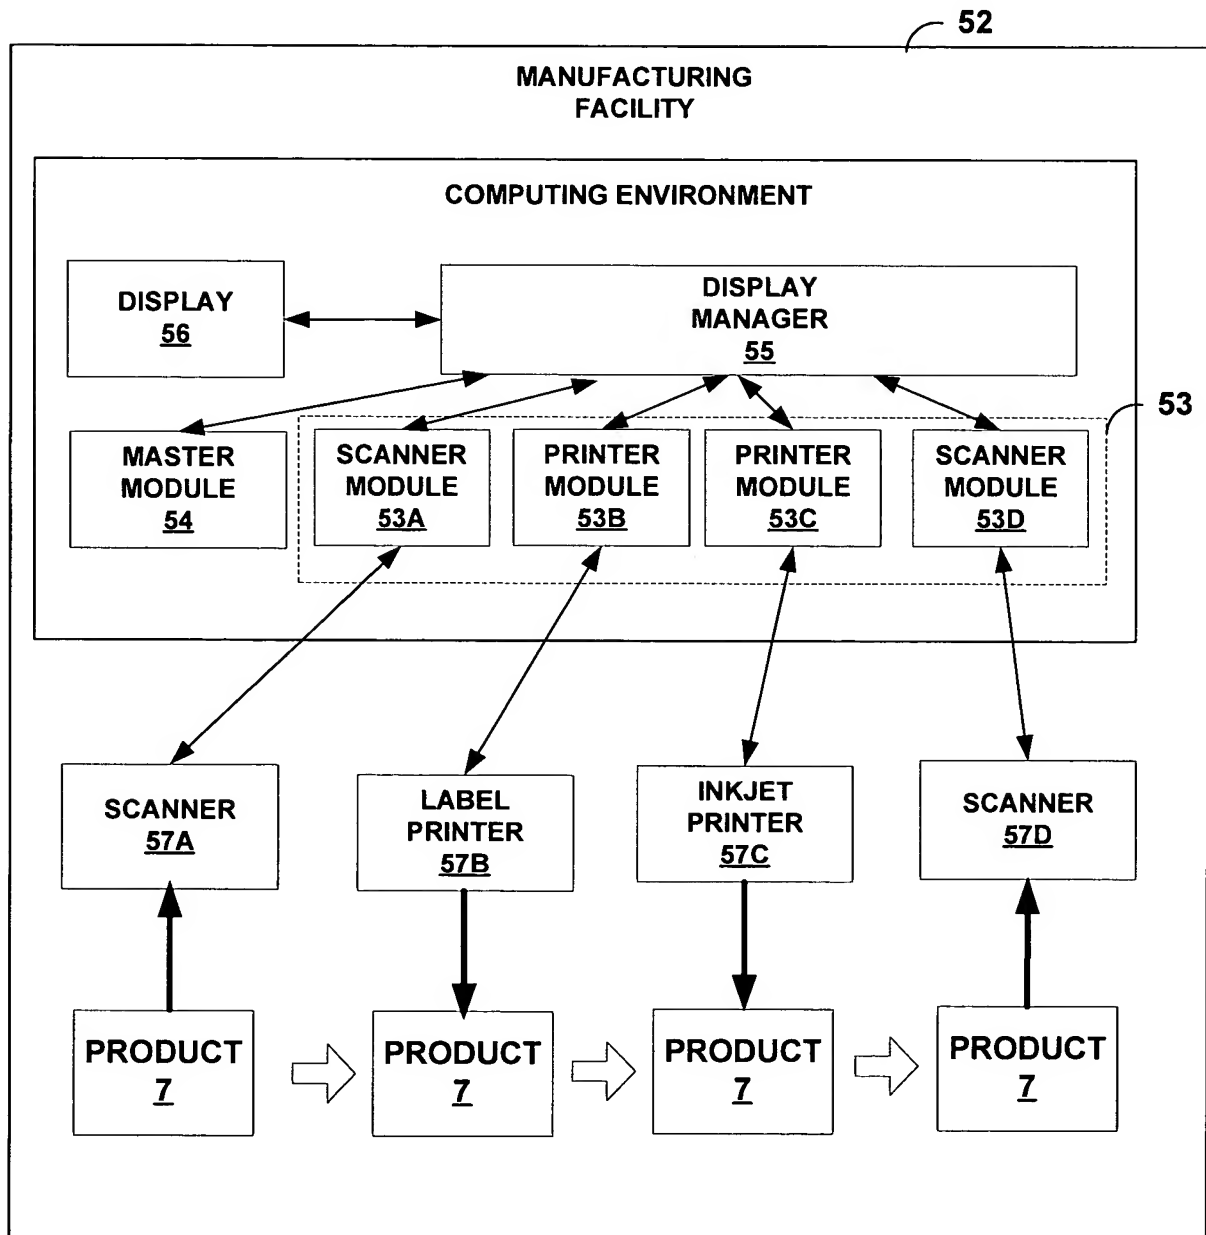 52
MANUFACTURING
FACILITY
COMPUTING ENVIRONMENT
DISPLAY
56
DISPLAY
MANAGER
55
53
MASTER
MODULE
54
SCANNER
MODULE
53A
PRINTER
MODULE
53B
PRINTER
MODULE
53C
SCANNER
MODULE
53D
SCANNER
57A
LABEL
PRINTER
57B
INKJET
PRINTER
57C
SCANNER
57D
PRODUCT
7
PRODUCT
7
PRODUCT
7
PRODUCT
7